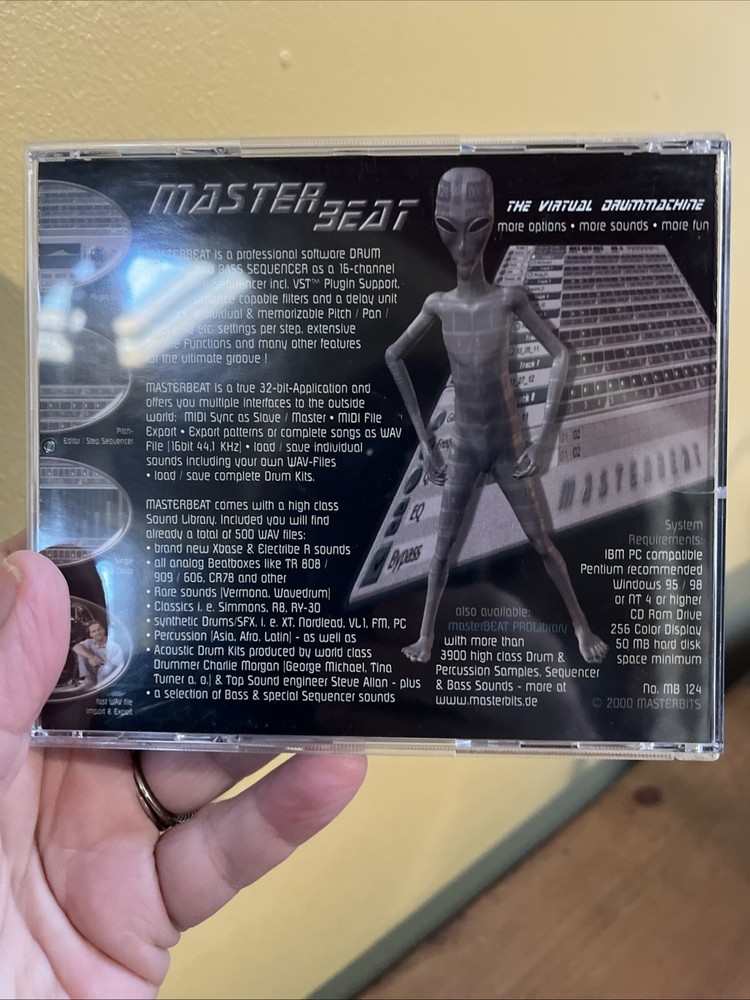 MASTER
BEAT
THE VIRTUAL DRUMMACHINE
more options • more sounds • more fun
MASTERBEAT is a professional software DRUM
BASS SEQUENCER as a 16-channel
Sequencer incl. VST™ Plugin Support,
capable filters and a delay unit
individual & memorizable Pitch / Pan /
etc. settings per step, extensive
Functions and many other features
for the ultimate groove !
MASTERBEAT is a true 32-bit-Application and
offers you multiple interfaces to the outside
world: MIDI Sync as Slave / Master • MIDI File
Export • Export patterns or complete songs as WAV
File (16bit 44,1 KHz) • load / save individual
sounds including your own WAV-Files
• load / save complete Drum Kits.
MASTERBEAT comes with a high class
Sound Library. Included you will find
already a total of 500 WAV files:
• brand new Xbase & Electribe R sounds
• all analog Beatboxes like TR 808 /
909 / 606, CR78 and other
• Rare sounds (Vermona, Wavedrum)
• Classics i. e. Simmons, R8, RY-30
• synthetic Drums/SFX, i. e. XT, Nordlead, VL1, FM, PC
• Percussion (Asia, Afro, Latin) - as well as
• Acoustic Drum Kits produced by world class
Drummer Charlie Morgan (George Michael, Tina
Turner a. o.) & Top Sound engineer Steve Allan - plus
• a selection of Bass & special Sequencer sounds
Pitch-
Editor / Step Sequencer
fast WAV file
Import & Export
EQ
Bypass
MASTERBEAT
also available:
masterBEAT PROLibrary
with more than
3900 high class Drum &
Percussion Samples, Sequencer
& Bass Sounds - more at
www.masterbits.de
System
Requirements:
IBM PC compatible
Pentium recommended
Windows 95 / 98
or NT 4 or higher
CD Rom Drive
256 Color Display
50 MB hard disk
space minimum
No. MB 124
© 2000 MASTERBITS